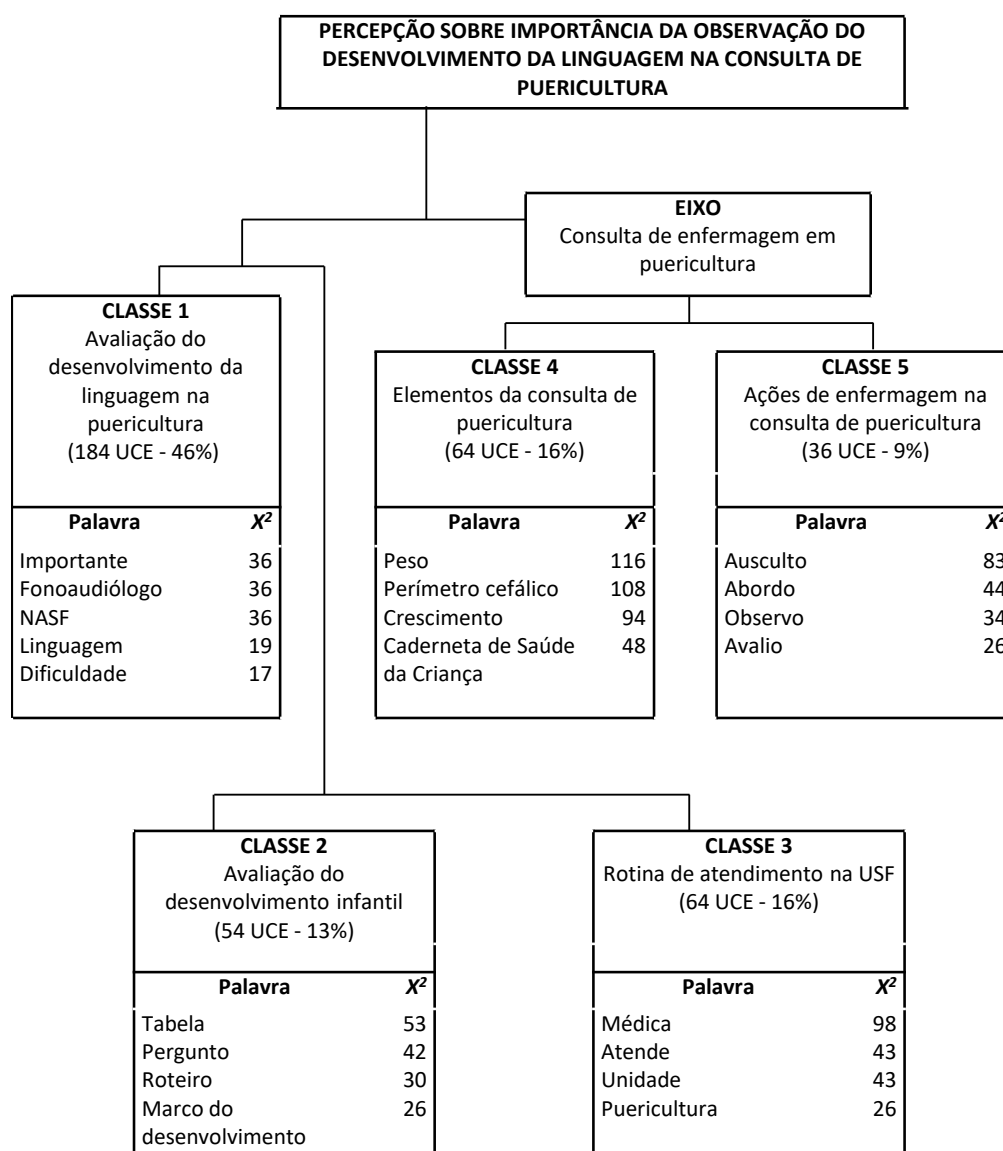 PERCEPÇÃO SOBRE IMPORTÂNCIA DA OBSERVAÇÃO DO
DESENVOLVIMENTO DA LINGUAGEM NA CONSULTA DE
PUERICULTURA
EIXO
Consulta de enfermagem em
puericultura
CLASSE 1
Avaliação do
desenvolvimento da
linguagem na
puericultura
(184 UCE - 46%)
Palavra X²
Importante 36
Fonoaudiólogo 36
NASF 36
Linguagem 19
Dificuldade 17
CLASSE 4
Elementos da consulta de
puericultura
(64 UCE - 16%)
Palavra X²
Peso 116
Perímetro cefálico 108
Crescimento 94
Caderneta de Saúde 48
da Criança
CLASSE 5
Ações de enfermagem na
consulta de puericultura
(36 UCE - 9%)
Palavra X²
Ausculto 83
Abordo 44
Observo 34
Avalio 26
CLASSE 2
Avaliação do
desenvolvimento infantil
(54 UCE - 13%)
Palavra X²
Tabela 53
Pergunto 42
Roteiro 30
Marco do 26
desenvolvimento
CLASSE 3
Rotina de atendimento na USF
(64 UCE - 16%)
Palavra X²
Médica 98
Atende 43
Unidade 43
Puericultura 26